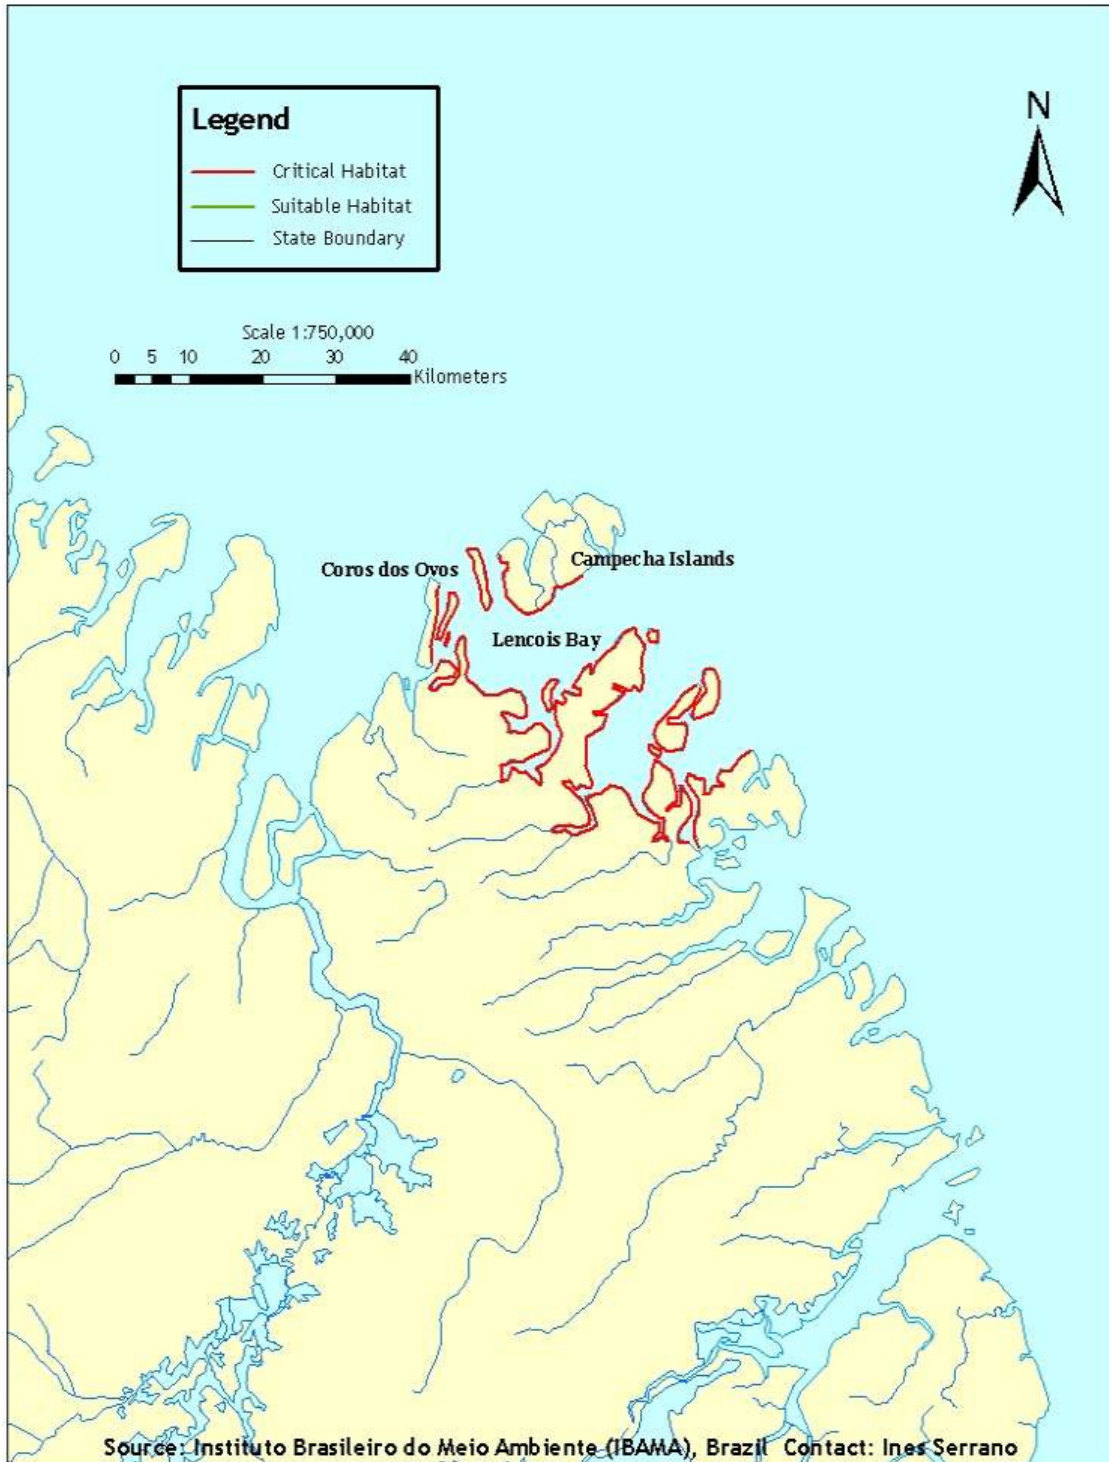 N
Legend
Critical Habitat
Suitable Habitat
State Boundary
Scale 1:750,000
0 5 10 20 30 40
Kilometers
Campecha Islands
Coros dos Ovos
Lencois Bay
Source: Instituto Brasileiro do Meio Ambiente (IBAMA), Brazil Contact: Ines Serrano